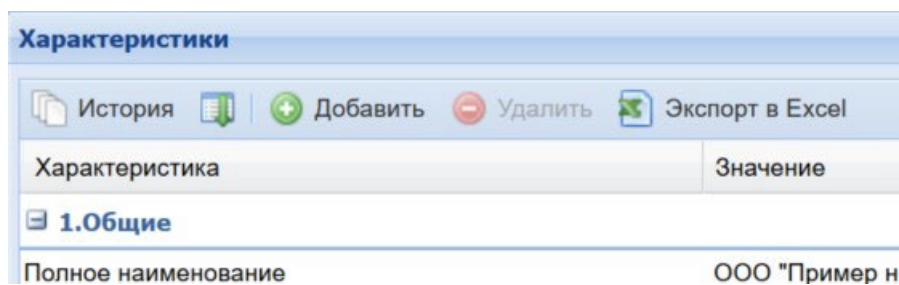 Характеристики
История Добавить Удалить Экспорт в Excel
Характеристика Значение
1.Общие
Полное наименование ООО "Пример н